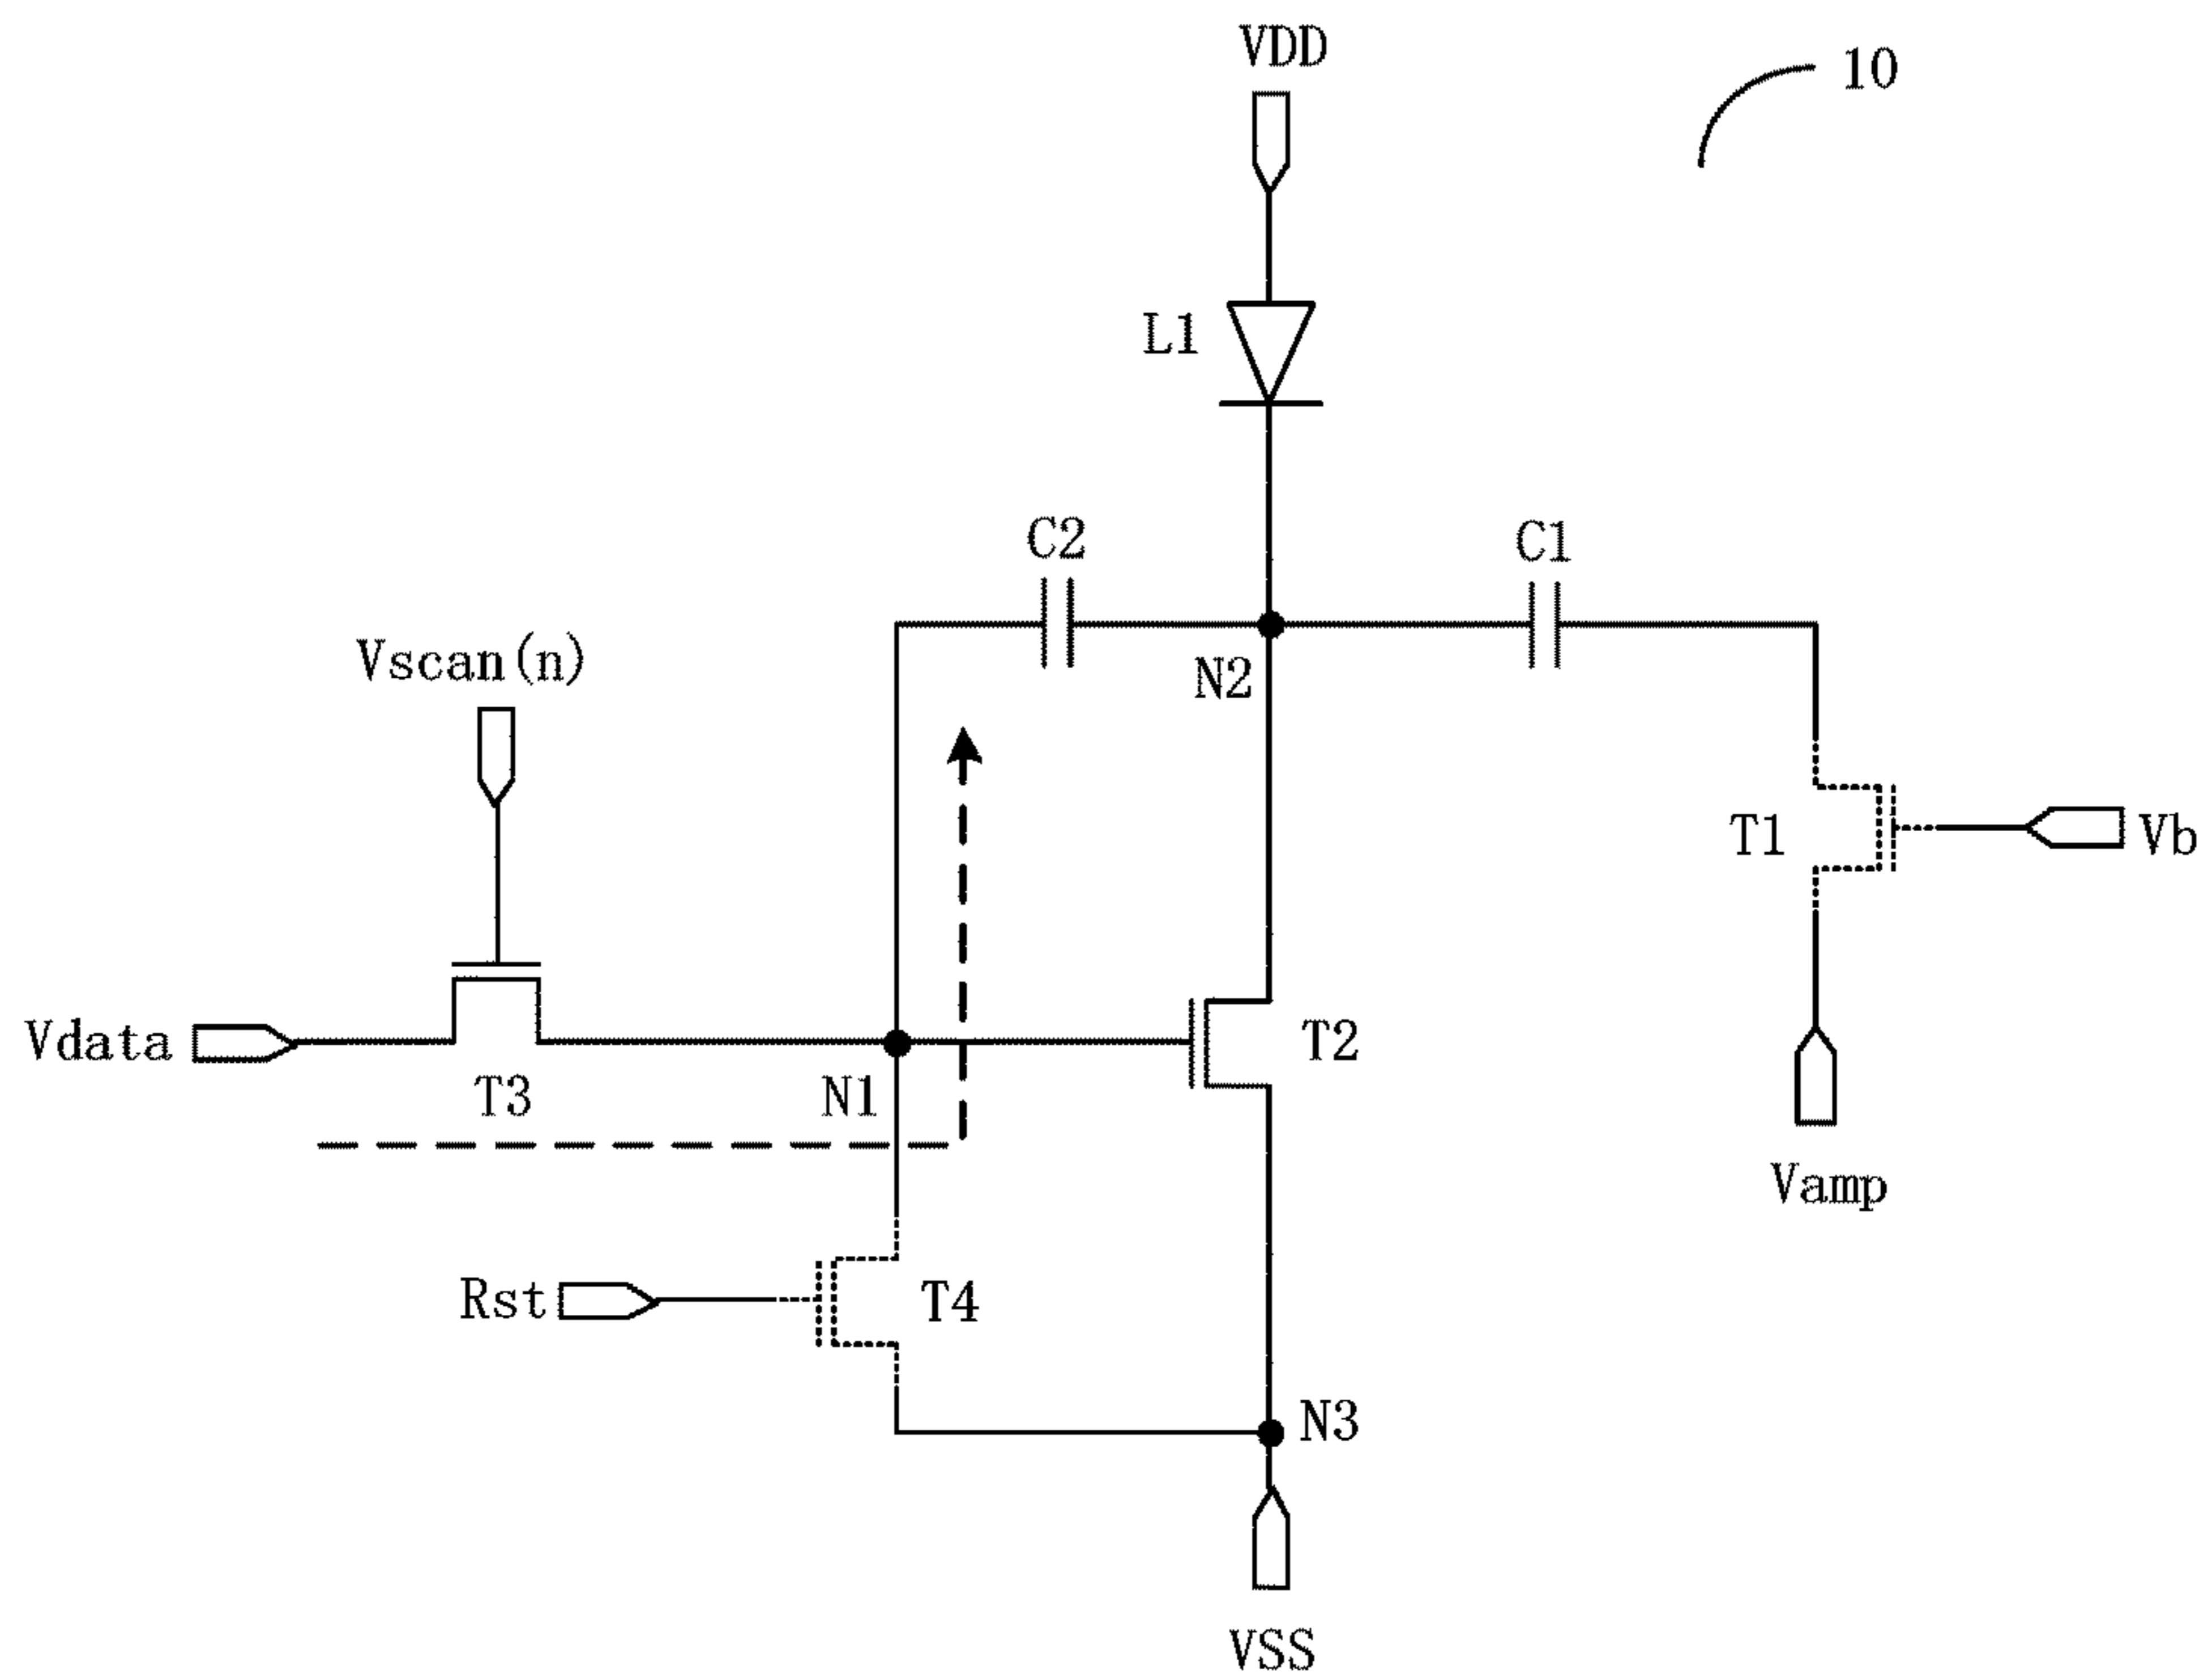 VDD
10
L1
C2
C1
Vscan(n)
N2
T1
Vb
Vdata
T2
T3
N1
Vamp
Rst
T4
N3
VSS